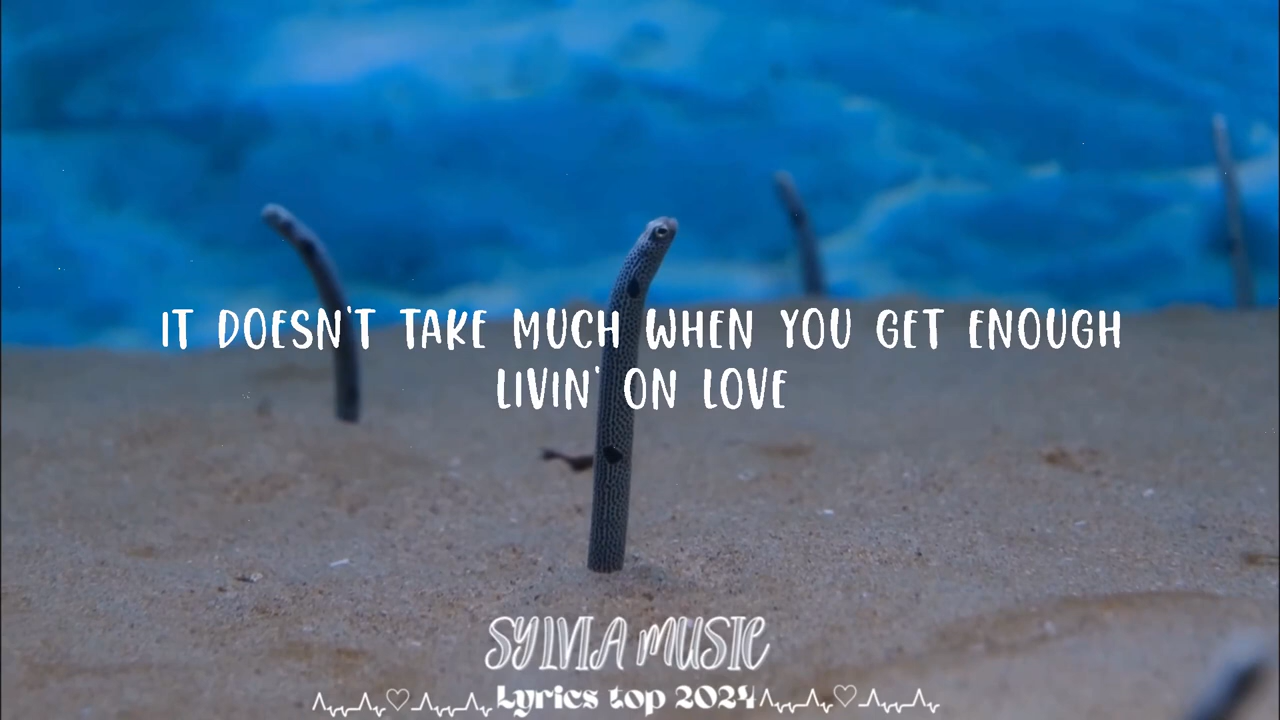 IT DOESN'T TAKE MUCH WHEN YOU GET ENOUGH
LIVIN' ON LOVE
SYLVIA MUSIC
Lyrics top 2024